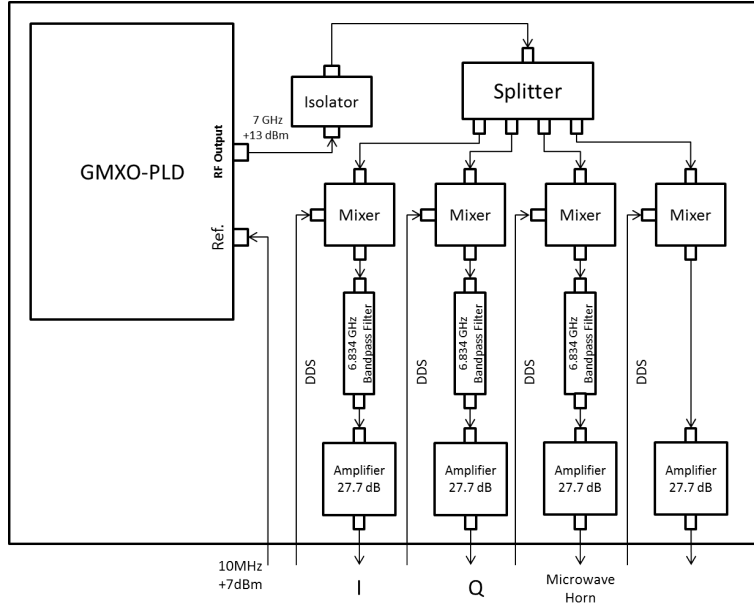 GMXO-PLD
RF Output
Ref.
7 GHz
+13 dBm
Isolator
Splitter
Mixer
Mixer
Mixer
Mixer
6.834 GHz
Bandpass Filter
6.834 GHz
Bandpass Filter
6.834 GHz
Bandpass Filter
DDS
DDS
DDS
DDS
Amplifier
27.7 dB
Amplifier
27.7 dB
Amplifier
27.7 dB
Amplifier
27.7 dB
10MHz
+7dBm
I
Q
Microwave
Horn